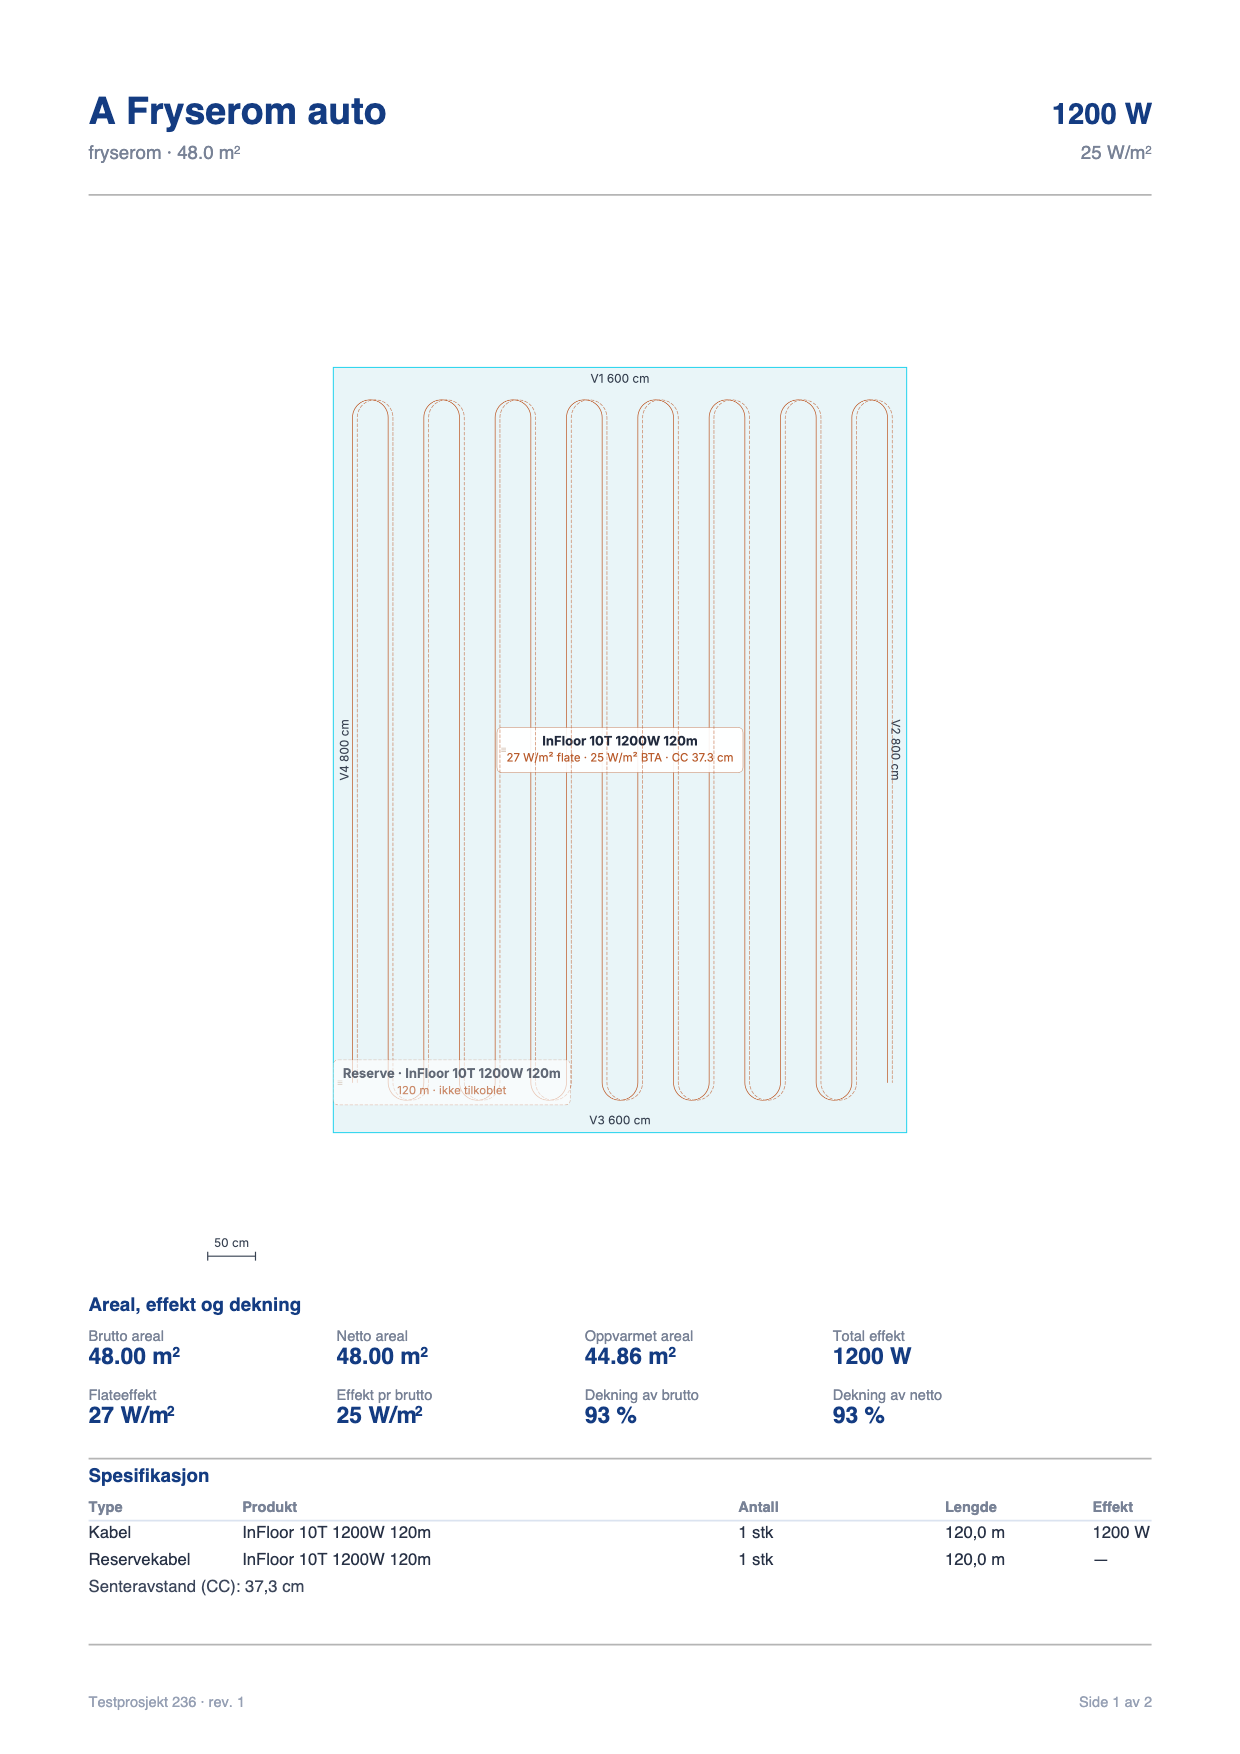 A Fryserom auto
1200 W
fryserom · 48.0 m²
25 W/m²
V1 600 cm
V4 800 cm
V2 800 cm
InFloor 10T 1200W 120m
27 W/m² flate · 25 W/m² BTA · CC 37.3 cm
Reserve · InFloor 10T 1200W 120m
120 m · ikke tilkoblet
V3 600 cm
50 cm
Areal, effekt og dekning
Brutto areal
Netto areal
Oppvarmet areal
Total effekt
48.00 m²
48.00 m²
44.86 m²
1200 W
Flateeffekt
Effekt pr brutto
Dekning av brutto
Dekning av netto
27 W/m²
25 W/m²
93 %
93 %
Spesifikasjon
Type Produkt Antall Lengde Effekt
Kabel InFloor 10T 1200W 120m 1 stk 120,0 m 1200 W
Reservekabel InFloor 10T 1200W 120m 1 stk 120,0 m —
Senteravstand (CC): 37,3 cm
Testprosjekt 236 · rev. 1
Side 1 av 2